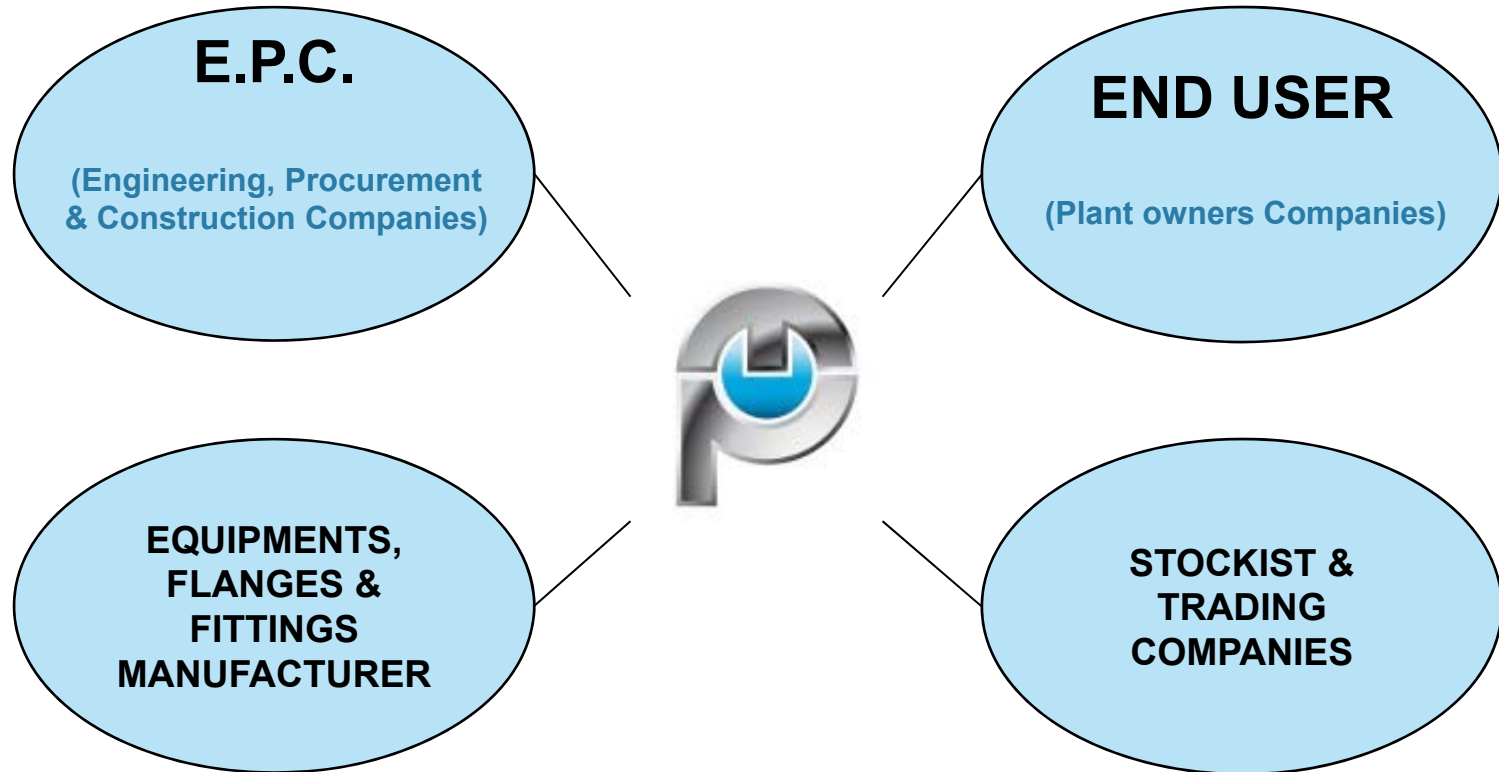 E.P.C.
(Engineering, Procurement
& Construction Companies)
END USER
(Plant owners Companies)
EQUIPMENTS,
FLANGES &
FITTINGS
MANUFACTURER
STOCKIST &
TRADING
COMPANIES